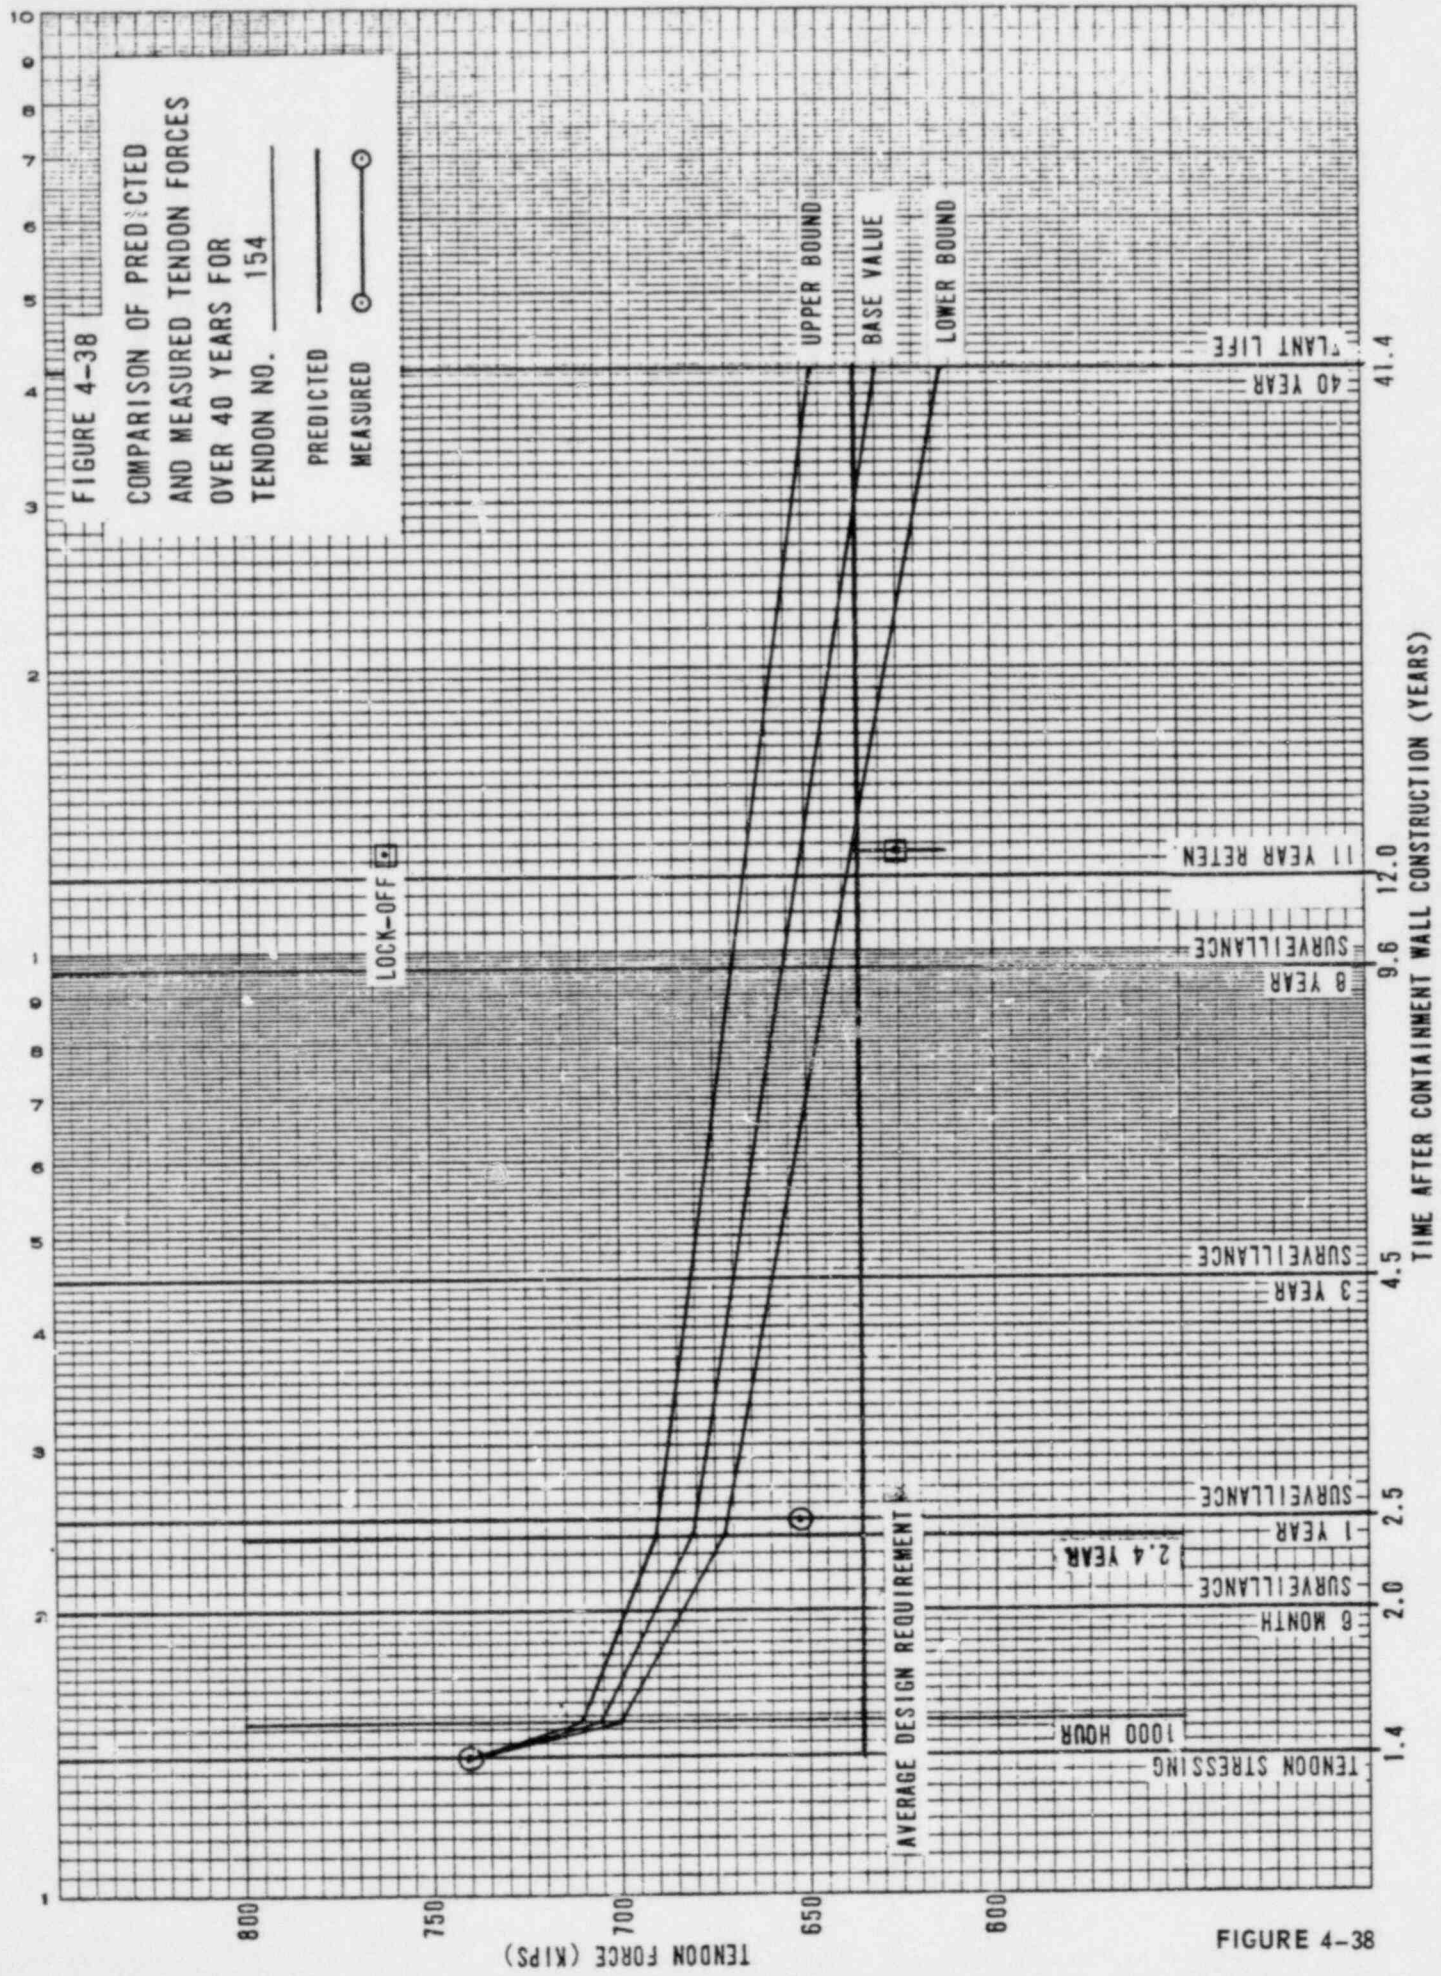 FIGURE 4-38
COMPARISON OF PREDICTED
AND MEASURED TENDON FORCES
OVER 40 YEARS FOR
TENDON NO. 154
PREDICTED
MEASURED
1 2 3 4 5 6 7 8 9 1 2 3 4 5 6 7 8 9 10
TENDON FORCE (KIPS)
800
750
700
650
600
LOCK-OFF
UPPER BOUND
BASE VALUE
LOWER BOUND
AVERAGE DESIGN REQUIREMENT
TENDON STRESSING
1000 HOUR
6 MONTH
SURVEILLANCE
2.4 YEAR
1 YEAR
SURVEILLANCE
3 YEAR
SURVEILLANCE
8 YEAR
SURVEILLANCE
11 YEAR RETEN.
40 YEAR
PLANT LIFE
1.4 2.0 2.5 4.5 9.6 12.0 41.4
TIME AFTER CONTAINMENT WALL CONSTRUCTION (YEARS)
FIGURE 4-38